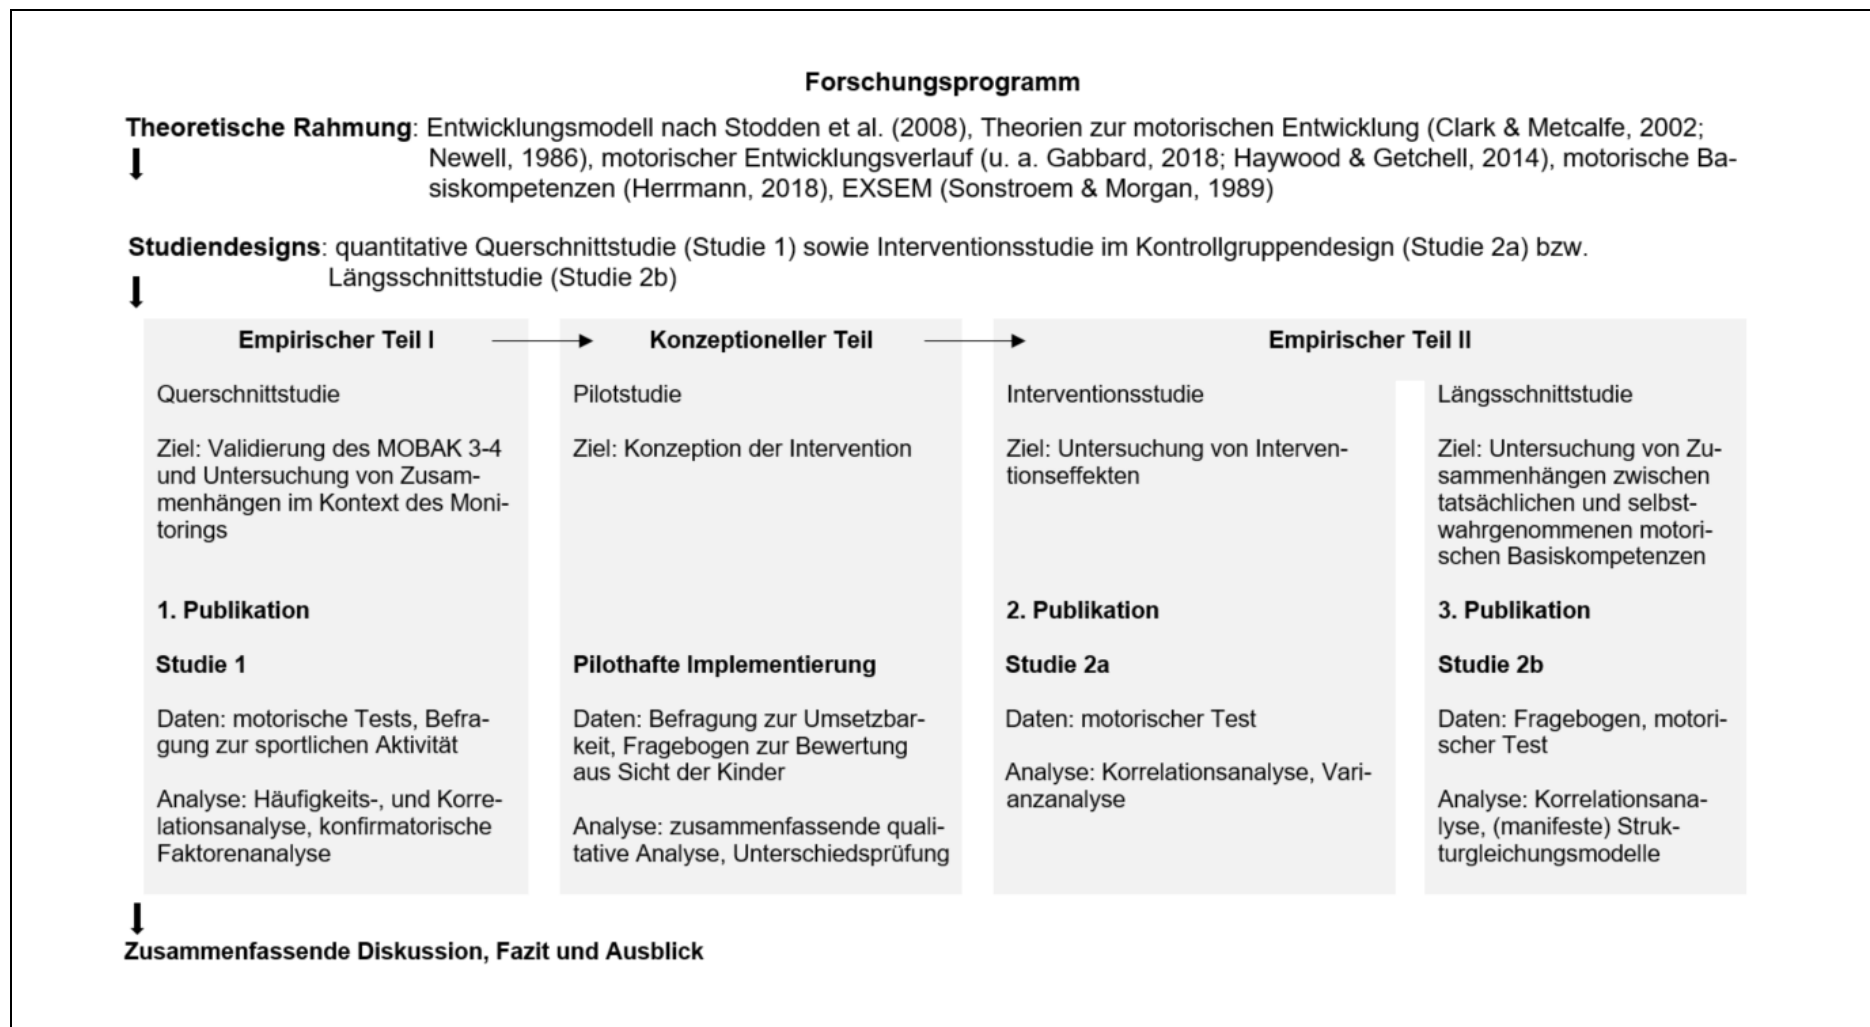 Forschungsprogramm
Theoretische Rahmung: Entwicklungsmodell nach Stodden et al. (2008), Theorien zur motorischen Entwicklung (Clark & Metcalfe, 2002;
Newell, 1986), motorischer Entwicklungsverlauf (u. a. Gabbard, 2018; Haywood & Getchell, 2014), motorische Ba-
siskompetenzen (Herrmann, 2018), EXSEM (Sonstroem & Morgan, 1989)
Studiendesigns: quantitative Querschnittstudie (Studie 1) sowie Interventionsstudie im Kontrollgruppendesign (Studie 2a) bzw.
Längsschnittstudie (Studie 2b)
Empirischer Teil I
Querschnittstudie
Ziel: Validierung des MOBAK 3-4
und Untersuchung von Zusam-
menhängen im Kontext des Moni-
torings
1. Publikation
Studie 1
Daten: motorische Tests, Befra-
gung zur sportlichen Aktivität
Analyse: Häufigkeits-, und Korre-
lationsanalyse, konfirmatorische
Faktorenanalyse
Konzeptioneller Teil
Pilotstudie
Ziel: Konzeption der Intervention
Pilothafte Implementierung
Daten: Befragung zur Umsetzbar-
keit, Fragebogen zur Bewertung
aus Sicht der Kinder
Analyse: zusammenfassende quali-
tative Analyse, Unterschiedsprüfung
Empirischer Teil II
Interventionsstudie
Ziel: Untersuchung von Interven-
tionseffekten
2. Publikation
Studie 2a
Daten: motorischer Test
Analyse: Korrelationsanalyse, Vari-
anzanalyse
Längsschnittstudie
Ziel: Untersuchung von Zu-
sammenhängen zwischen
tatsächlichen und selbst-
wahrgenommenen motori-
schen Basiskompetenzen
3. Publikation
Studie 2b
Daten: Fragebogen, motori-
scher Test
Analyse: Korrelationsana-
lyse, (manifeste) Struk-
turgleichungsmodelle
Zusammenfassende Diskussion, Fazit und Ausblick